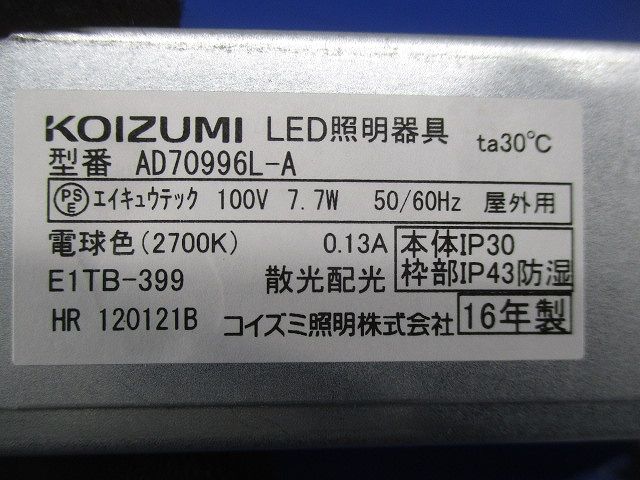 KOIZUMI LED照明器具 ta30℃
型番 AD70996L-A
PSE エイキュウテック 100V 7.7W 50/60Hz 屋外用
電球色(2700K) 0.13A 本体IP30
E1TB-399 散光配光 枠部IP43防湿
HR 120121B コイズミ照明株式会社 16年製